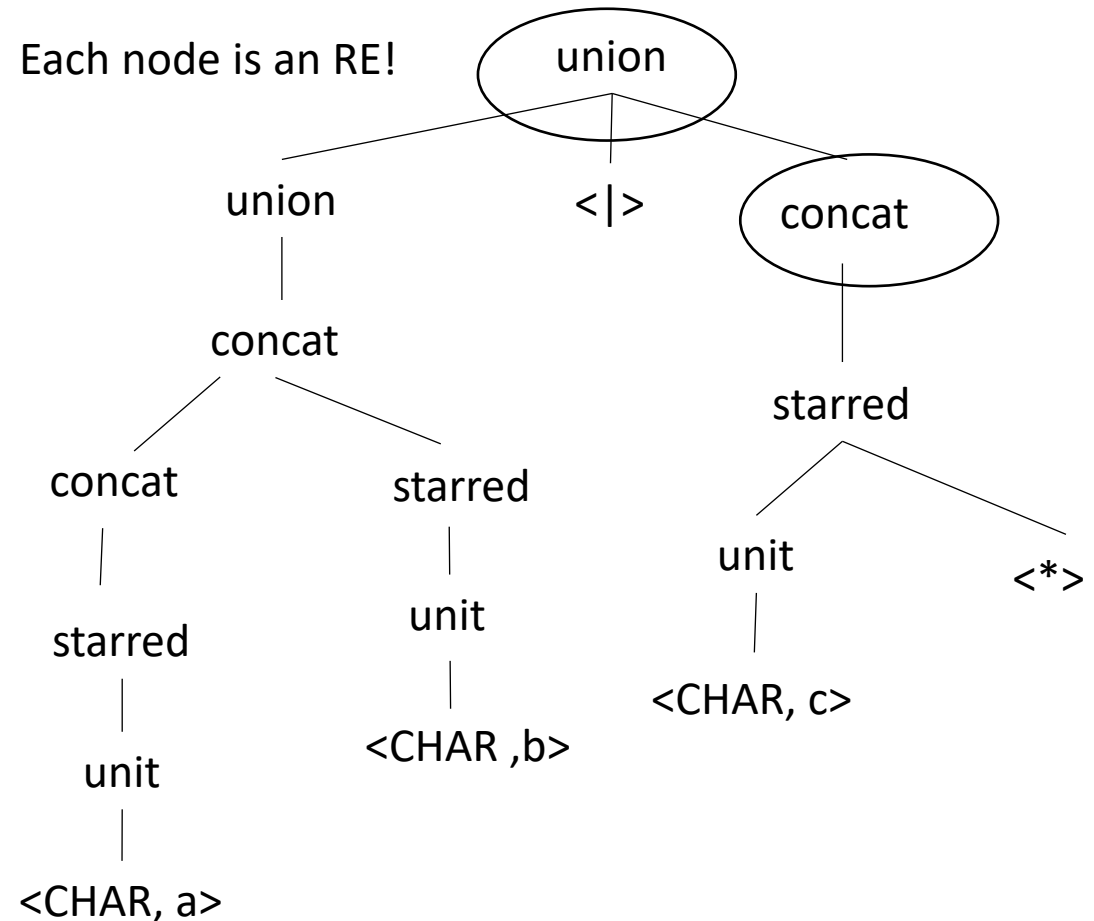 Each node is an RE!
union
union
<|>
concat
concat
starred
concat
starred
unit
<*>
starred
unit
<CHAR, c>
<CHAR ,b>
unit
<CHAR, a>